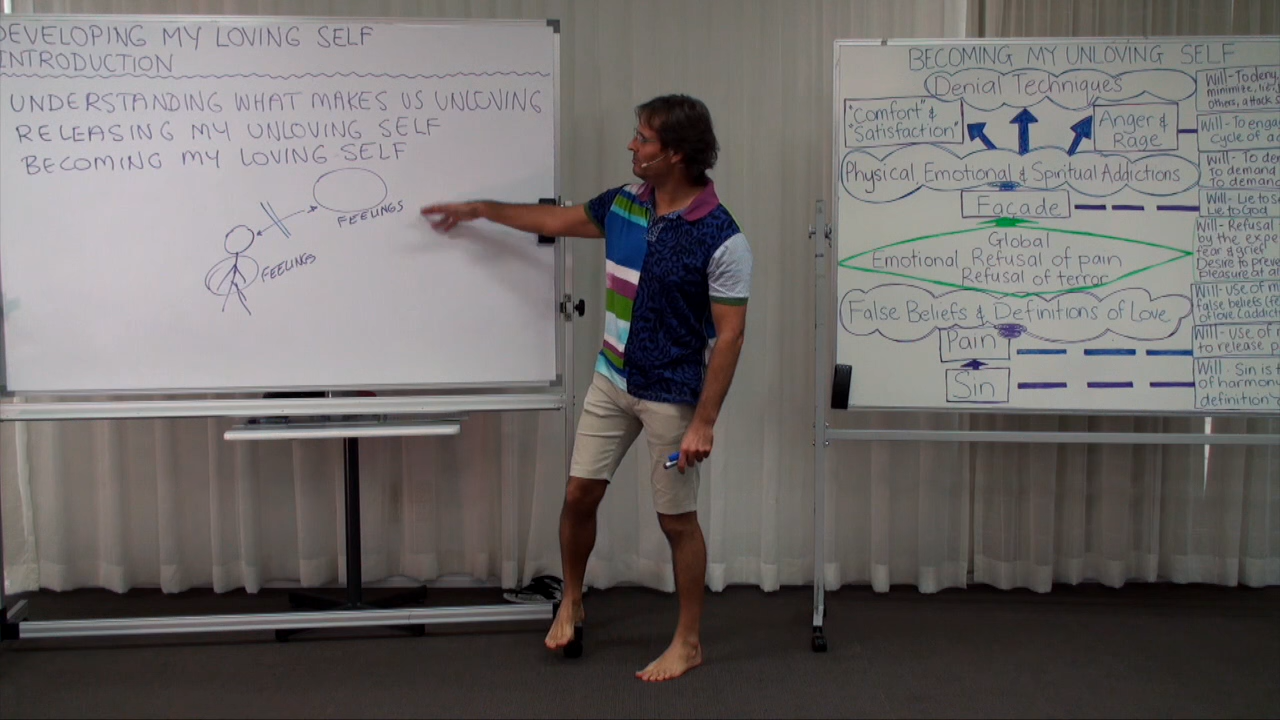 DEVELOPING MY LOVING SELF
INTRODUCTION
UNDERSTANDING WHAT MAKES US UNLOVING
RELEASING MY UNLOVING SELF
BECOMING MY LOVING SELF
FEELINGS
FEELINGS
BECOMING MY UNLOVING SELF
Denial Techniques
"Comfort" &
"Satisfaction"
Anger &
Rage
Physical, Emotional & Spiritual Addictions
Façade
Global
Emotional Refusal of pain
Refusal of terror
False Beliefs & Definitions of Love
Pain
Sin
Will - To deny
minimize, lie
others, attack
Will - To engage
cycle of
Will - To
To demand
To demand
Will - Lie to
Lie to God
Will - Refusal
by the
fear & grief
Desire to
pleasure at
Will - Use of
false beliefs
of love
Will - Use of
to release
Will - Sin is
of harmony
definition